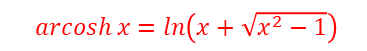 arcosh x = ln(x + √(x² − 1))